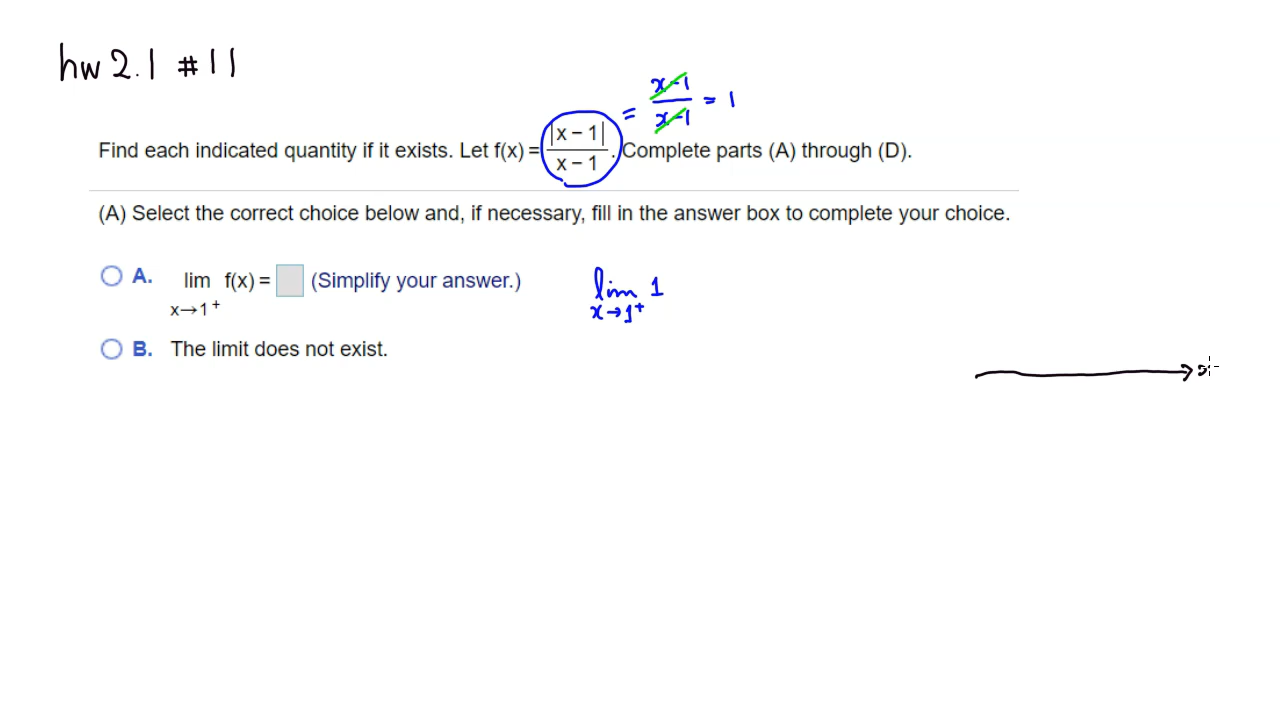 hw 2.1 #11
Find each indicated quantity if it exists. Let f(x) = |x − 1| / x − 1. Complete parts (A) through (D).
= x-1 / x-1 = 1
(A) Select the correct choice below and, if necessary, fill in the answer box to complete your choice.
A. lim x→1⁺ f(x) = (Simplify your answer.)
lim x→1⁺ 1
B. The limit does not exist.